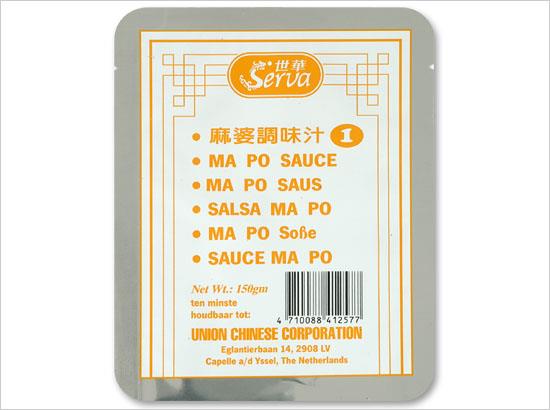 世華
Serva
• 麻婆調味汁 1
• MA PO SAUCE
• MA PO SAUS
• SALSA MA PO
• MA PO Soße
• SAUCE MA PO
Net Wt.: 150gm
ten minste
houdbaar tot:
4 710088 412577
UNION CHINESE CORPORATION
Eglantierbaan 14, 2908 LV
Capelle a/d Yssel, The Netherlands